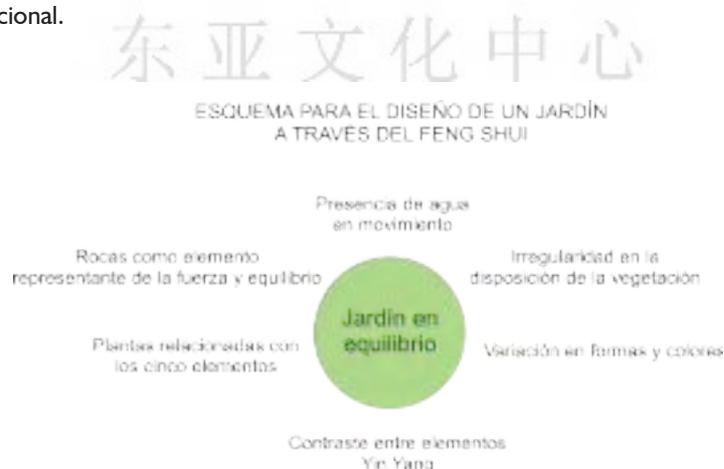 cional.
东亚文化中心
ESQUEMA PARA EL DISEÑO DE UN JARDÍN
A TRAVÉS DEL FENG SHUI
Presencia de agua
en movimiento
Rocas como elemento
representante de la fuerza y equilibrio
Irregularidad en la
disposición de la vegetación
Jardín en
equilibrio
Plantas relacionadas con
los cinco elementos
Variación en formas y colores
Contraste entre elementos
Yin Yang